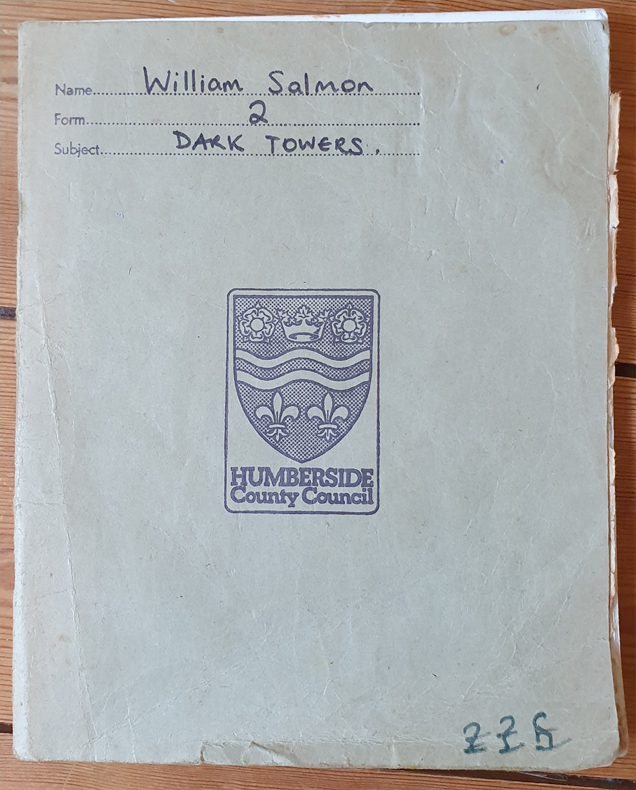 Name William Salmon
Form 2
Subject DARK TOWERS.
HUMBERSIDE
County Council